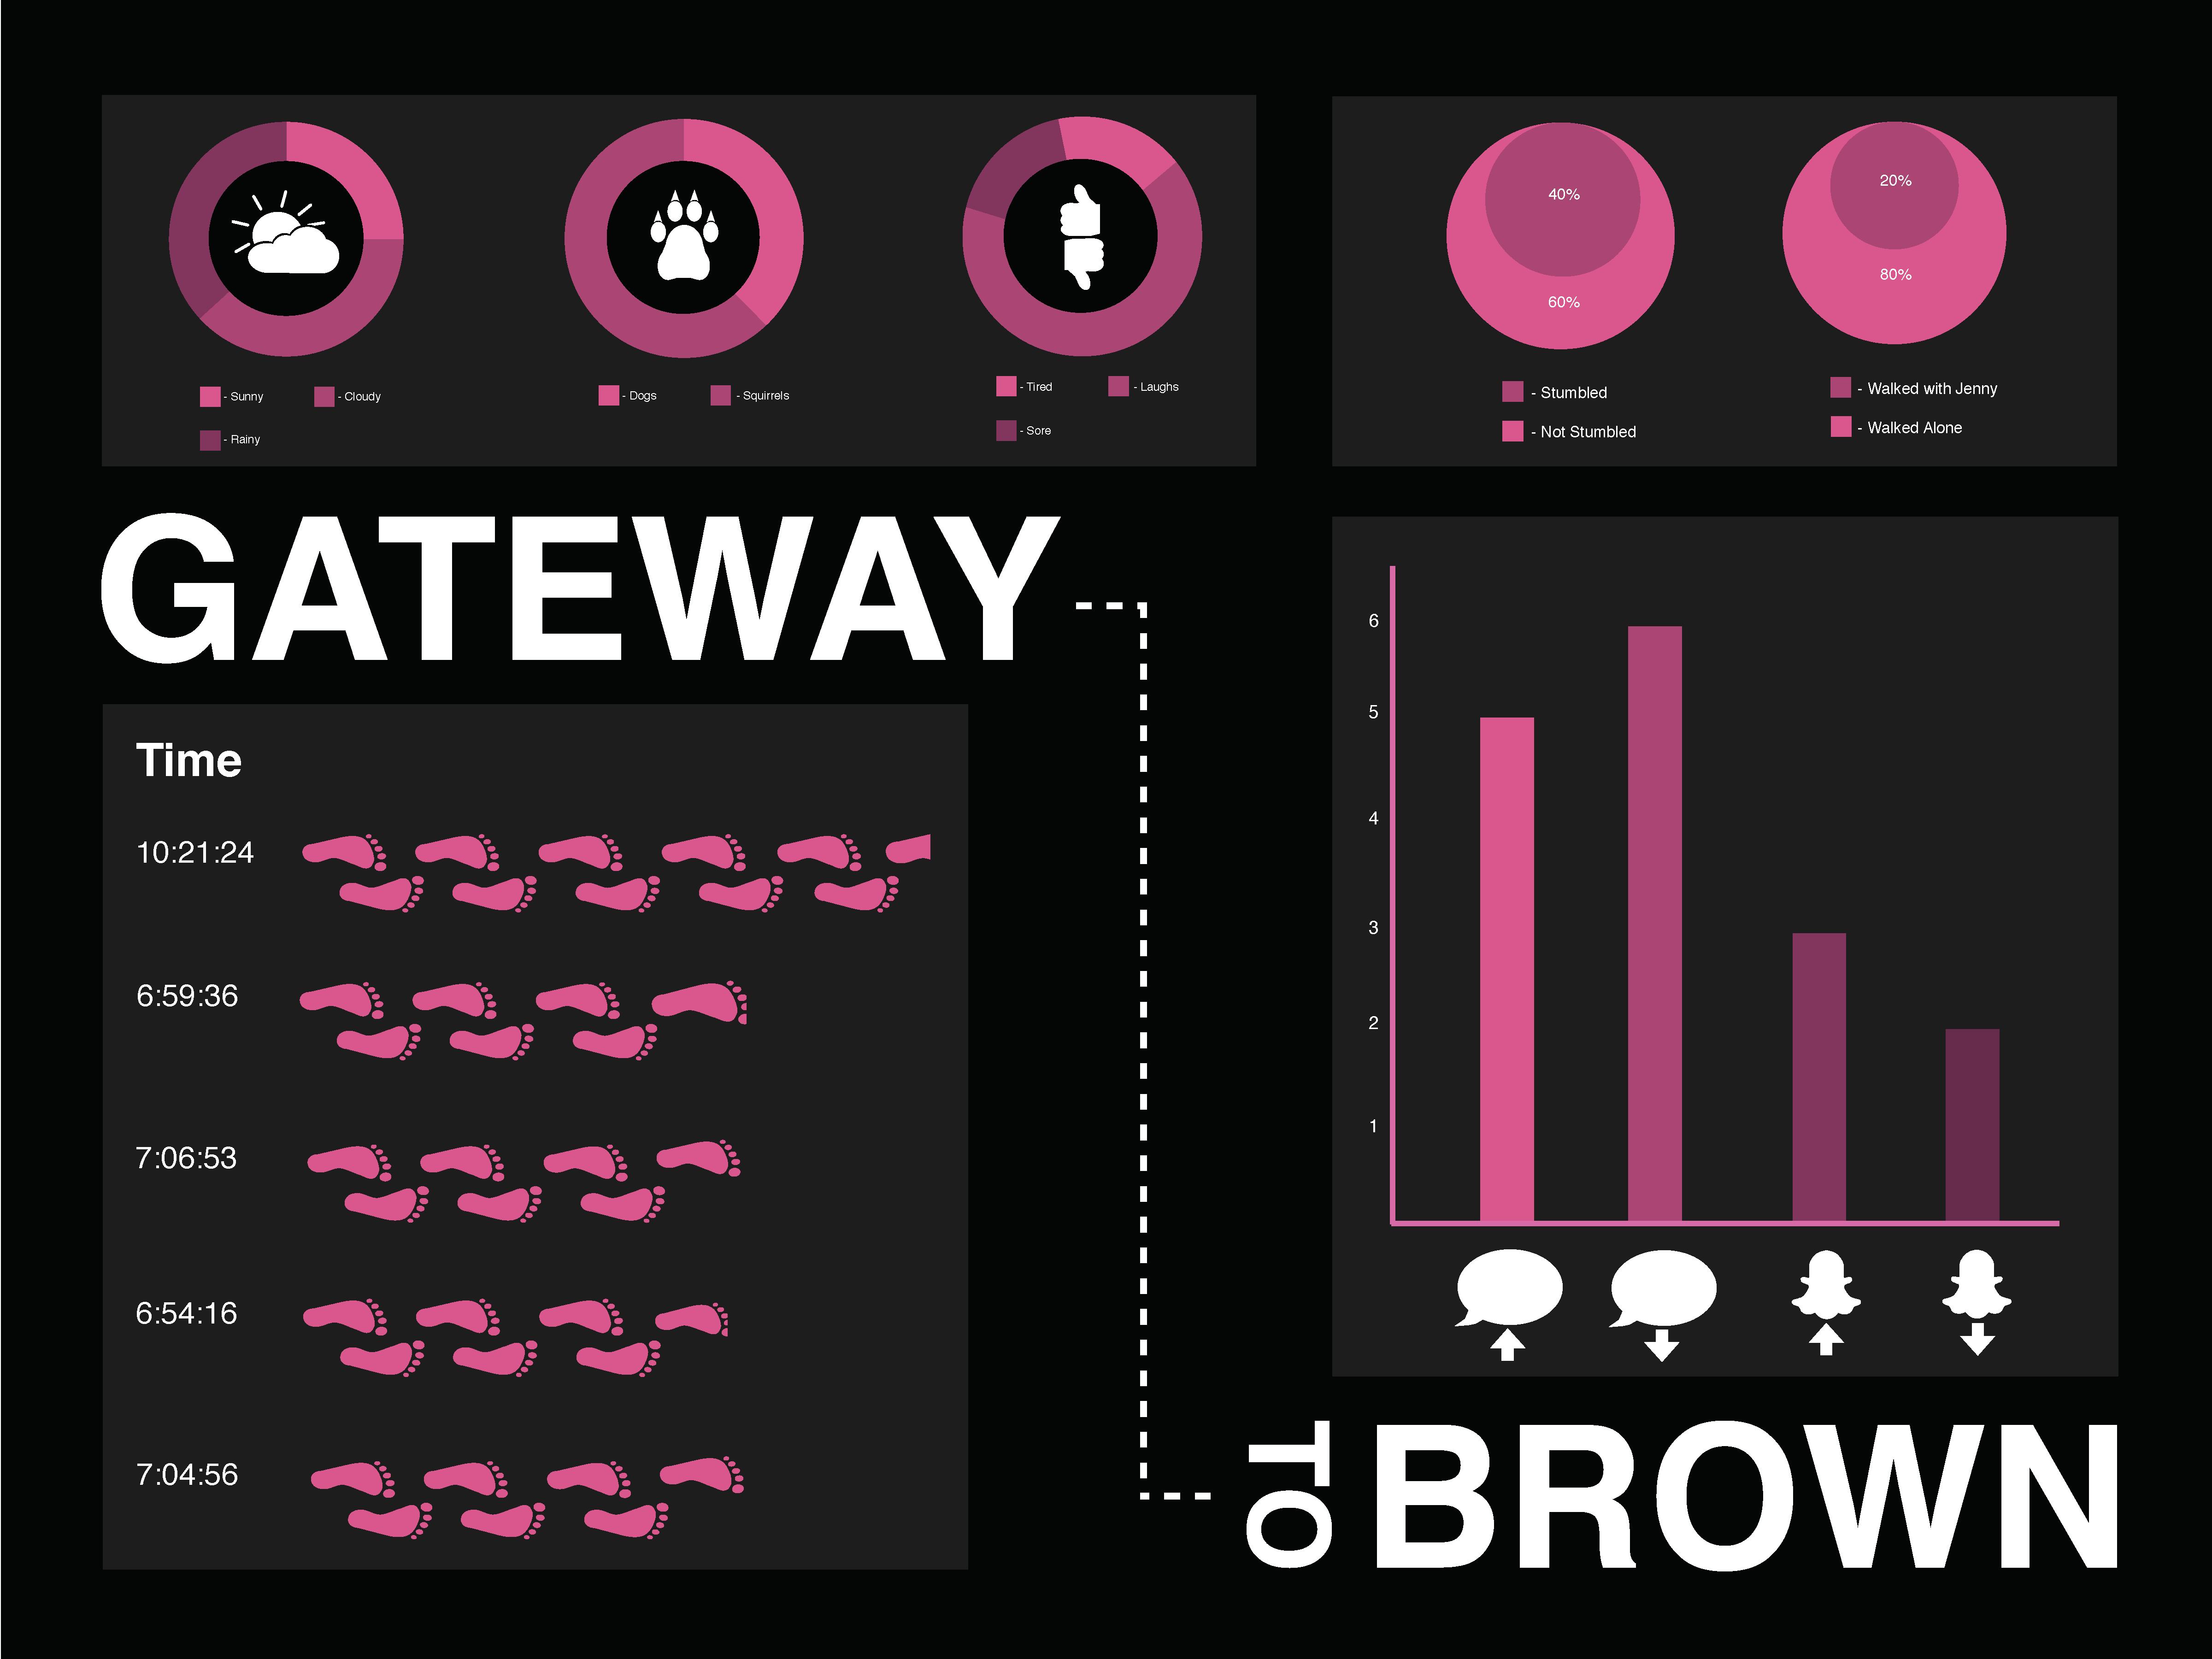 - Sunny
- Cloudy
- Rainy
- Dogs
- Squirrels
- Tired
- Laughs
- Sore
40%
60%
- Stumbled
- Not Stumbled
20%
80%
- Walked with Jenny
- Walked Alone
GATEWAY
Time
10:21:24
6:59:36
7:06:53
6:54:16
7:04:56
6
5
4
3
2
1
TO
BROWN